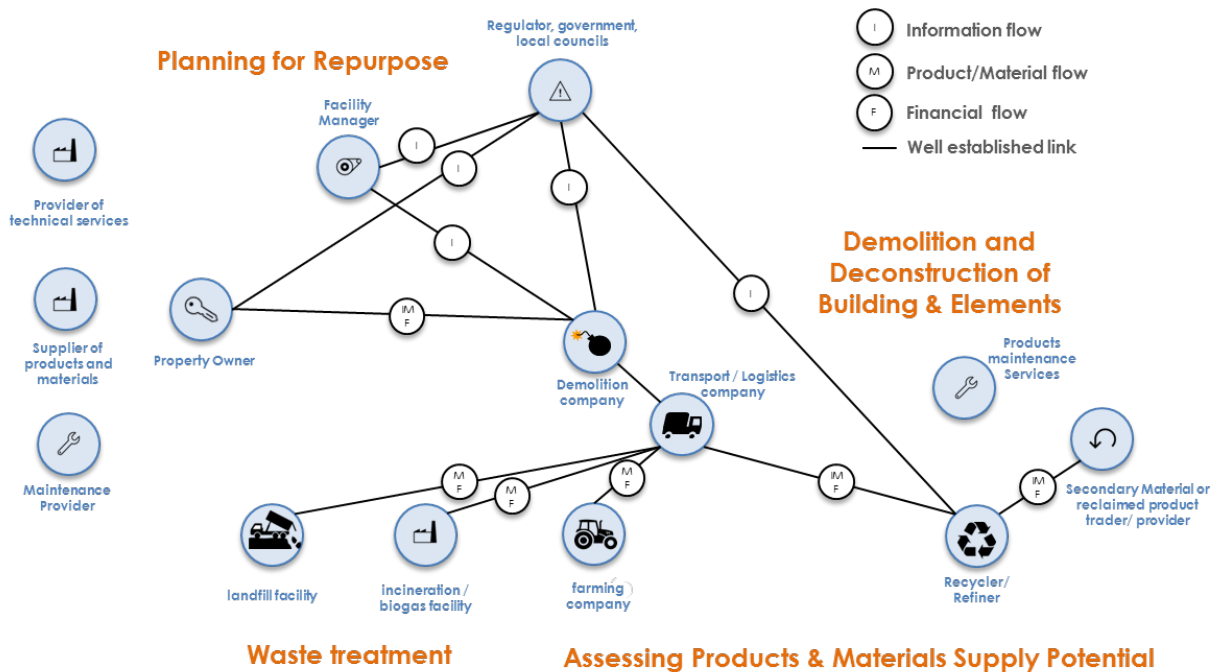 Regulator, government,
local councils
Planning for Repurpose
Facility
Manager
I
Information flow
M
Product/Material flow
F
Financial flow
Well established link
Provider of
technical services
I
I
I
I
I
Demolition and
Deconstruction of
Building & Elements
Supplier of
products and
materials
Property Owner
IM
F
Demolition
company
Transport / Logistics
company
Products
maintenance
Services
Maintenance
Provider
M
F
M
F
M
F
IM
F
IM
F
Secondary Material or
reclaimed product
trader/ provider
landfill facility
incineration /
biogas facility
farming
company
Recycler/
Refiner
Waste treatment
Assessing Products & Materials Supply Potential